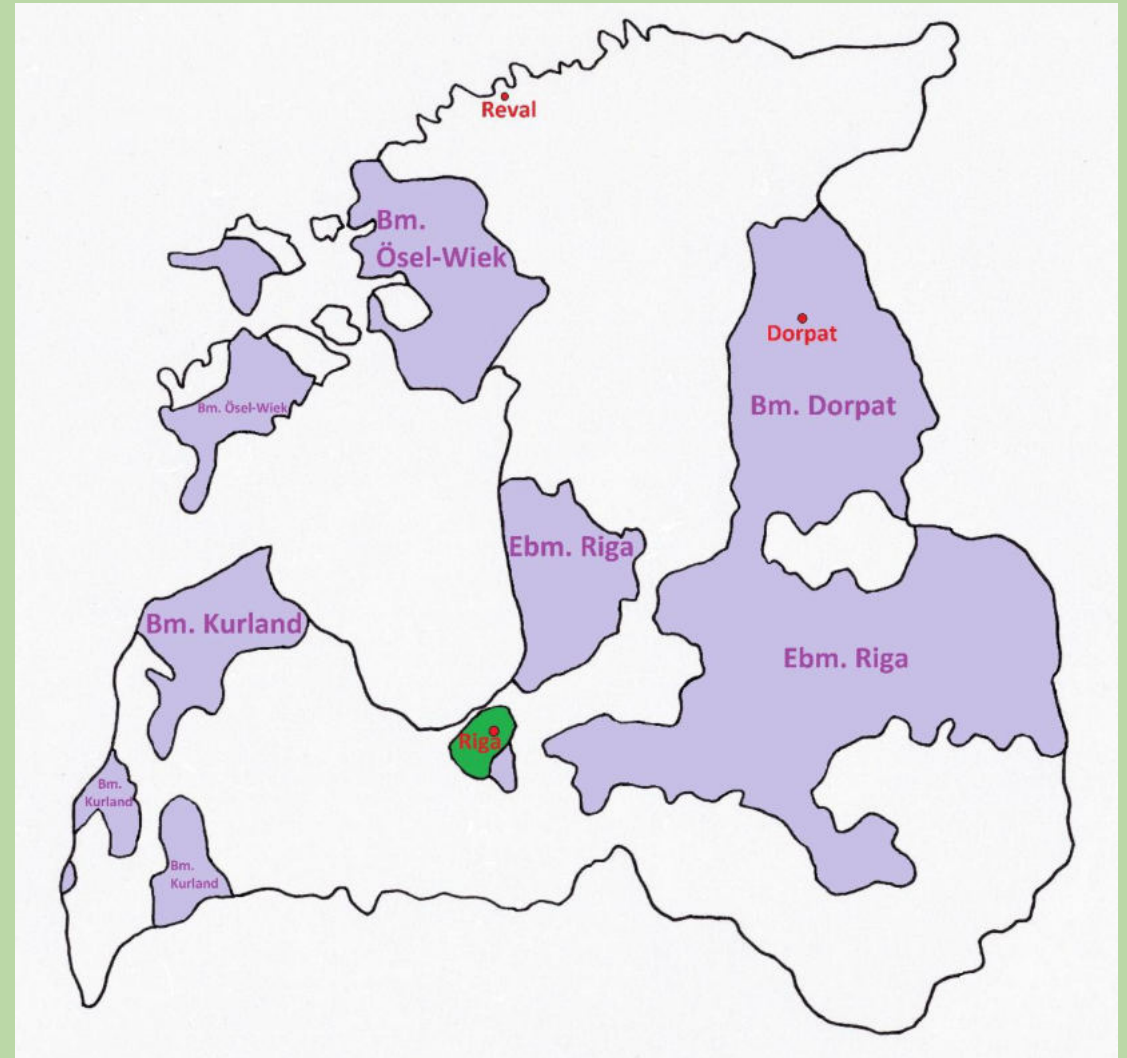 Reval
Bm.
Ösel-Wiek
Dorpat
Bm. Ösel-Wiek
Bm. Dorpat
Ebm. Riga
Bm. Kurland
Ebm. Riga
Riga
Bm.
Kurland
Bm.
Kurland